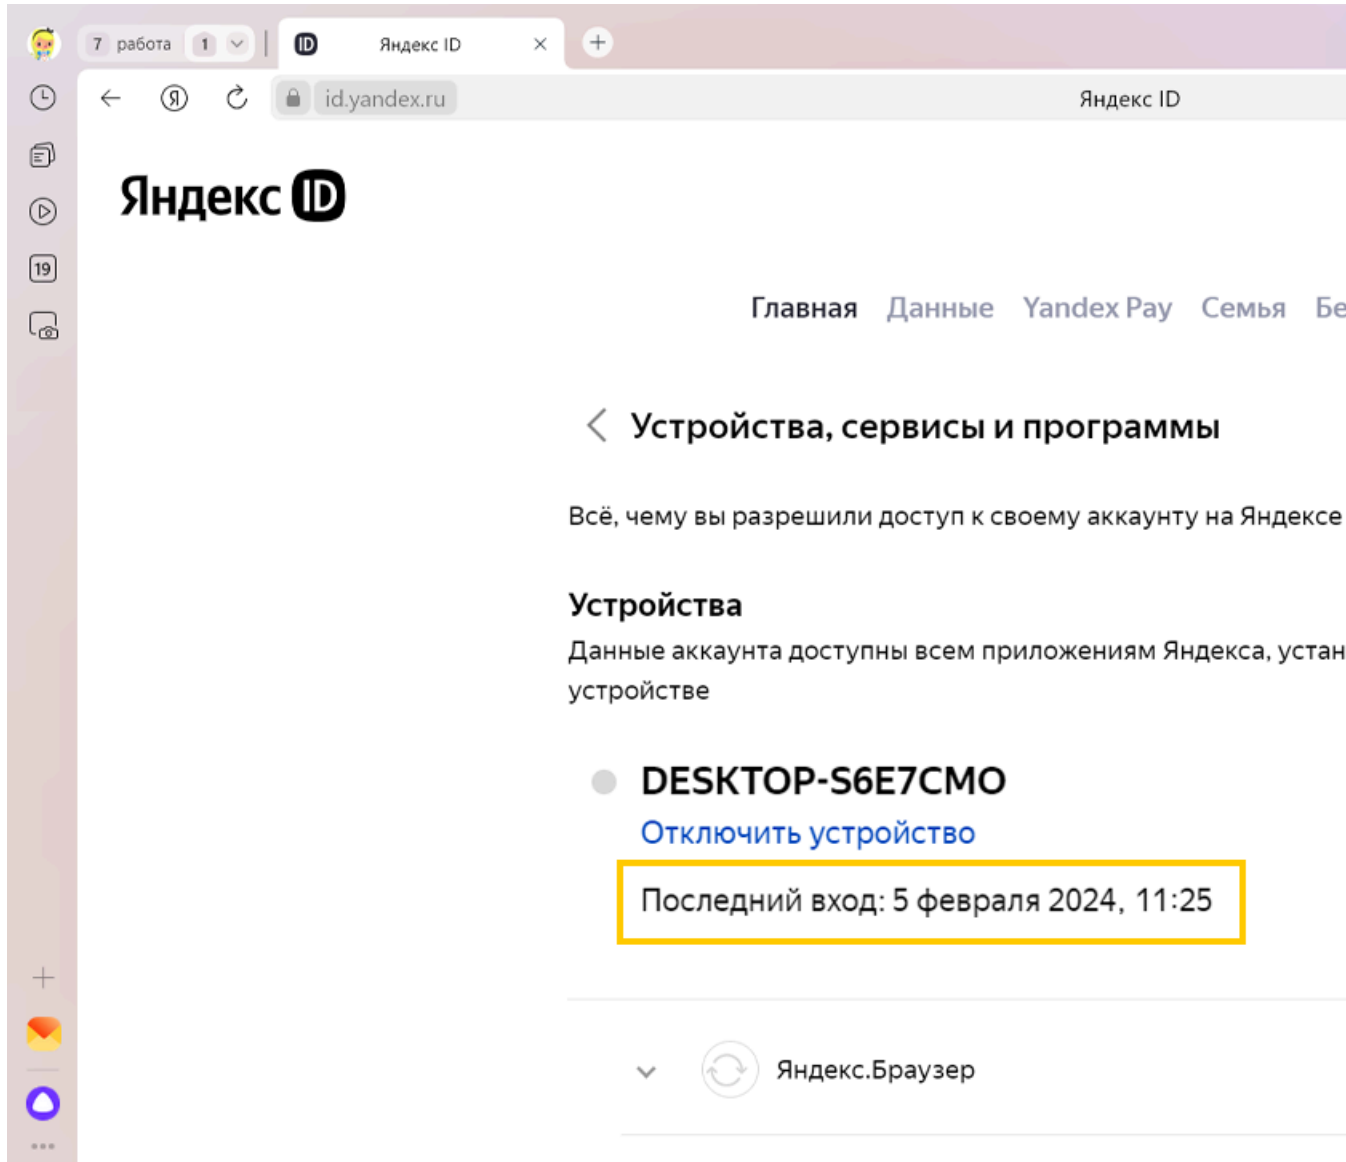 7 работа 1 Яндекс ID
Я id.yandex.ru Яндекс ID
Яндекс ID
19
Главная Данные Yandex Pay Семья Бе
Устройства, сервисы и программы
Всё, чему вы разрешили доступ к своему аккаунту на Яндексе
Устройства
Данные аккаунта доступны всем приложениям Яндекса, устан
устройстве
DESKTOP-S6E7CMO
Отключить устройство
Последний вход: 5 февраля 2024, 11:25
Яндекс.Браузер